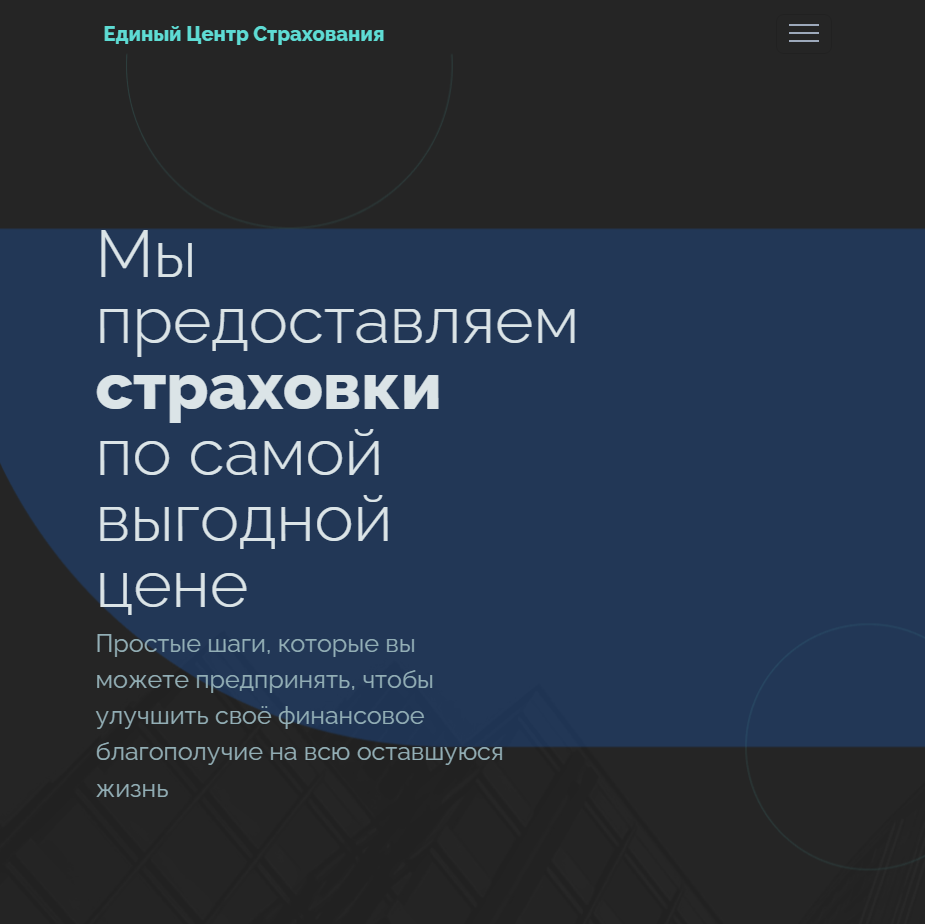 Единый Центр Страхования
Мы
предоставляем
страховки
по самой
выгодной
цене
Простые шаги, которые вы
можете предпринять, чтобы
улучшить своё финансовое
благополучие на всю оставшуюся
жизнь